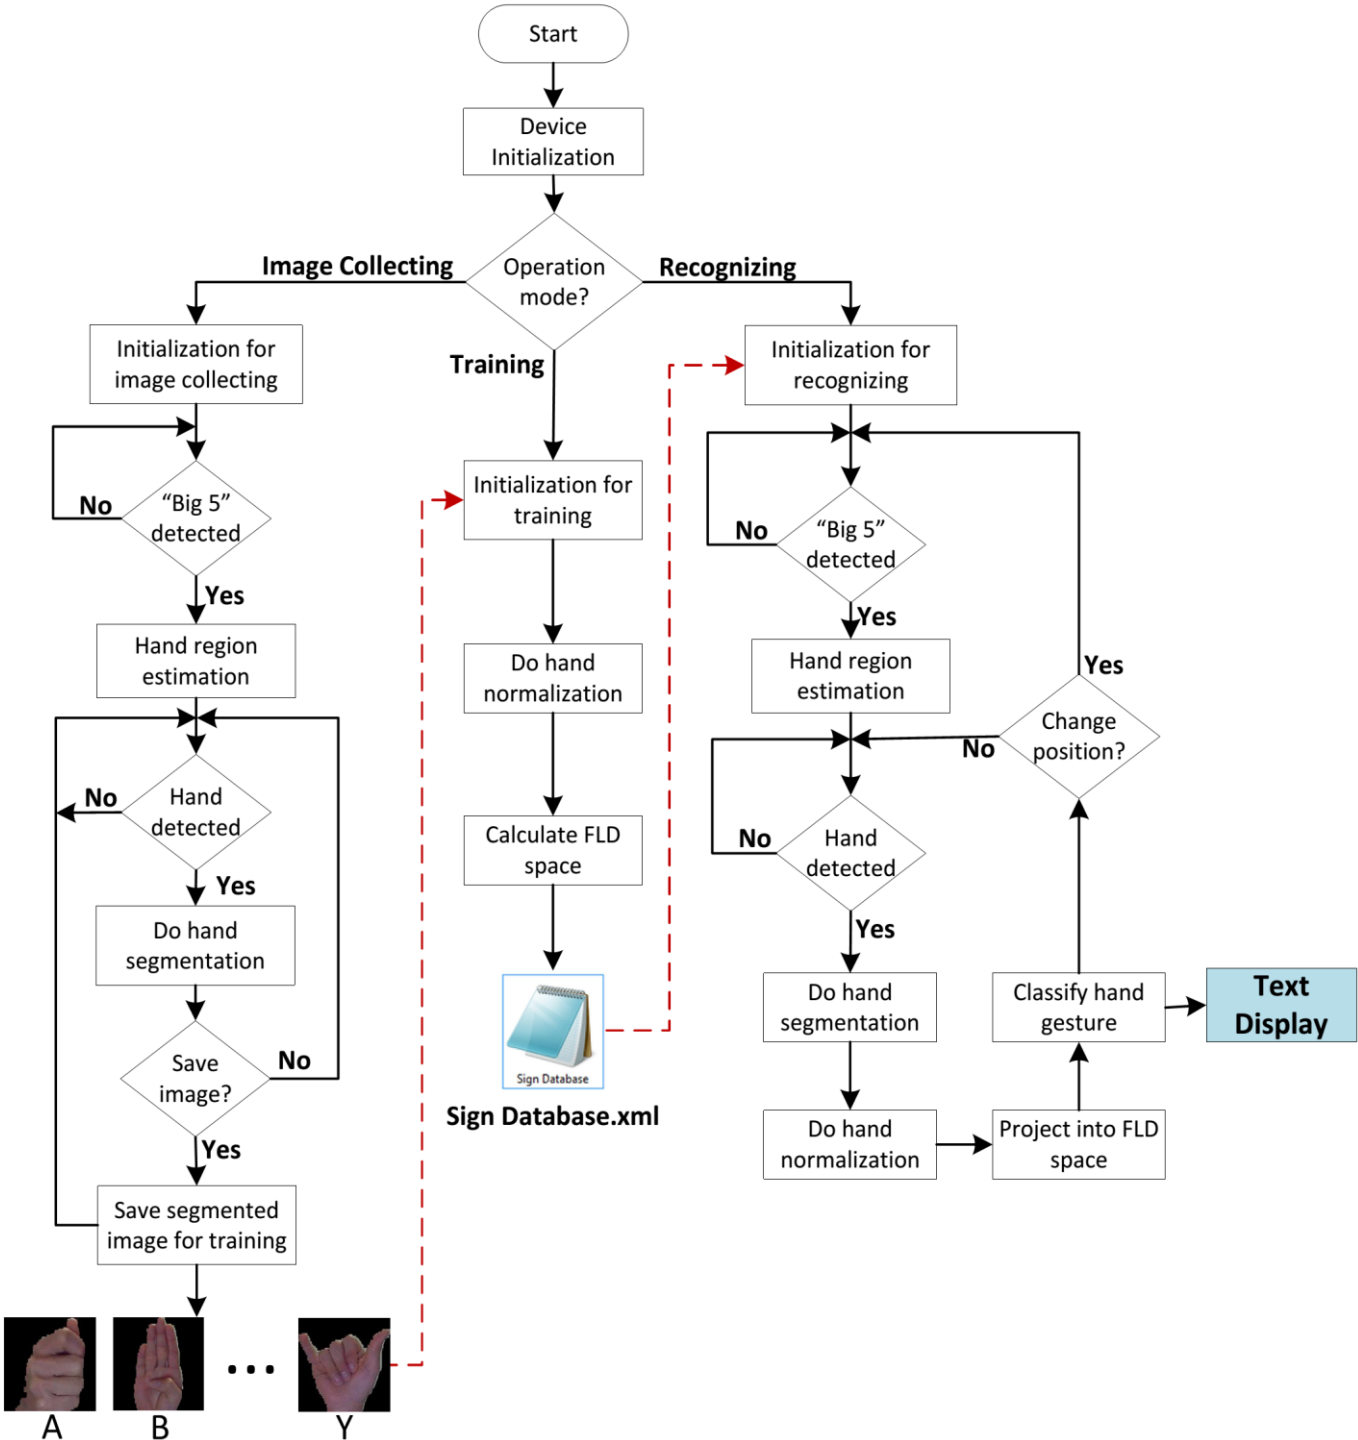 Start
Device
Initialization
Operation
mode?
Image Collecting
Training
Recognizing
Initialization for
image collecting
No
“Big 5”
detected
Yes
Hand region
estimation
No
Hand
detected
Yes
Do hand
segmentation
Save
image?
No
Yes
Save segmented
image for training
A
B
...
Y
Initialization for
training
Do hand
normalization
Calculate FLD
space
Sign Database
Sign Database.xml
Initialization for
recognizing
No
“Big 5”
detected
Yes
Hand region
estimation
No
Hand
detected
Yes
Do hand
segmentation
Do hand
normalization
Project into FLD
space
Classify hand
gesture
Text
Display
Change
position?
Yes
No